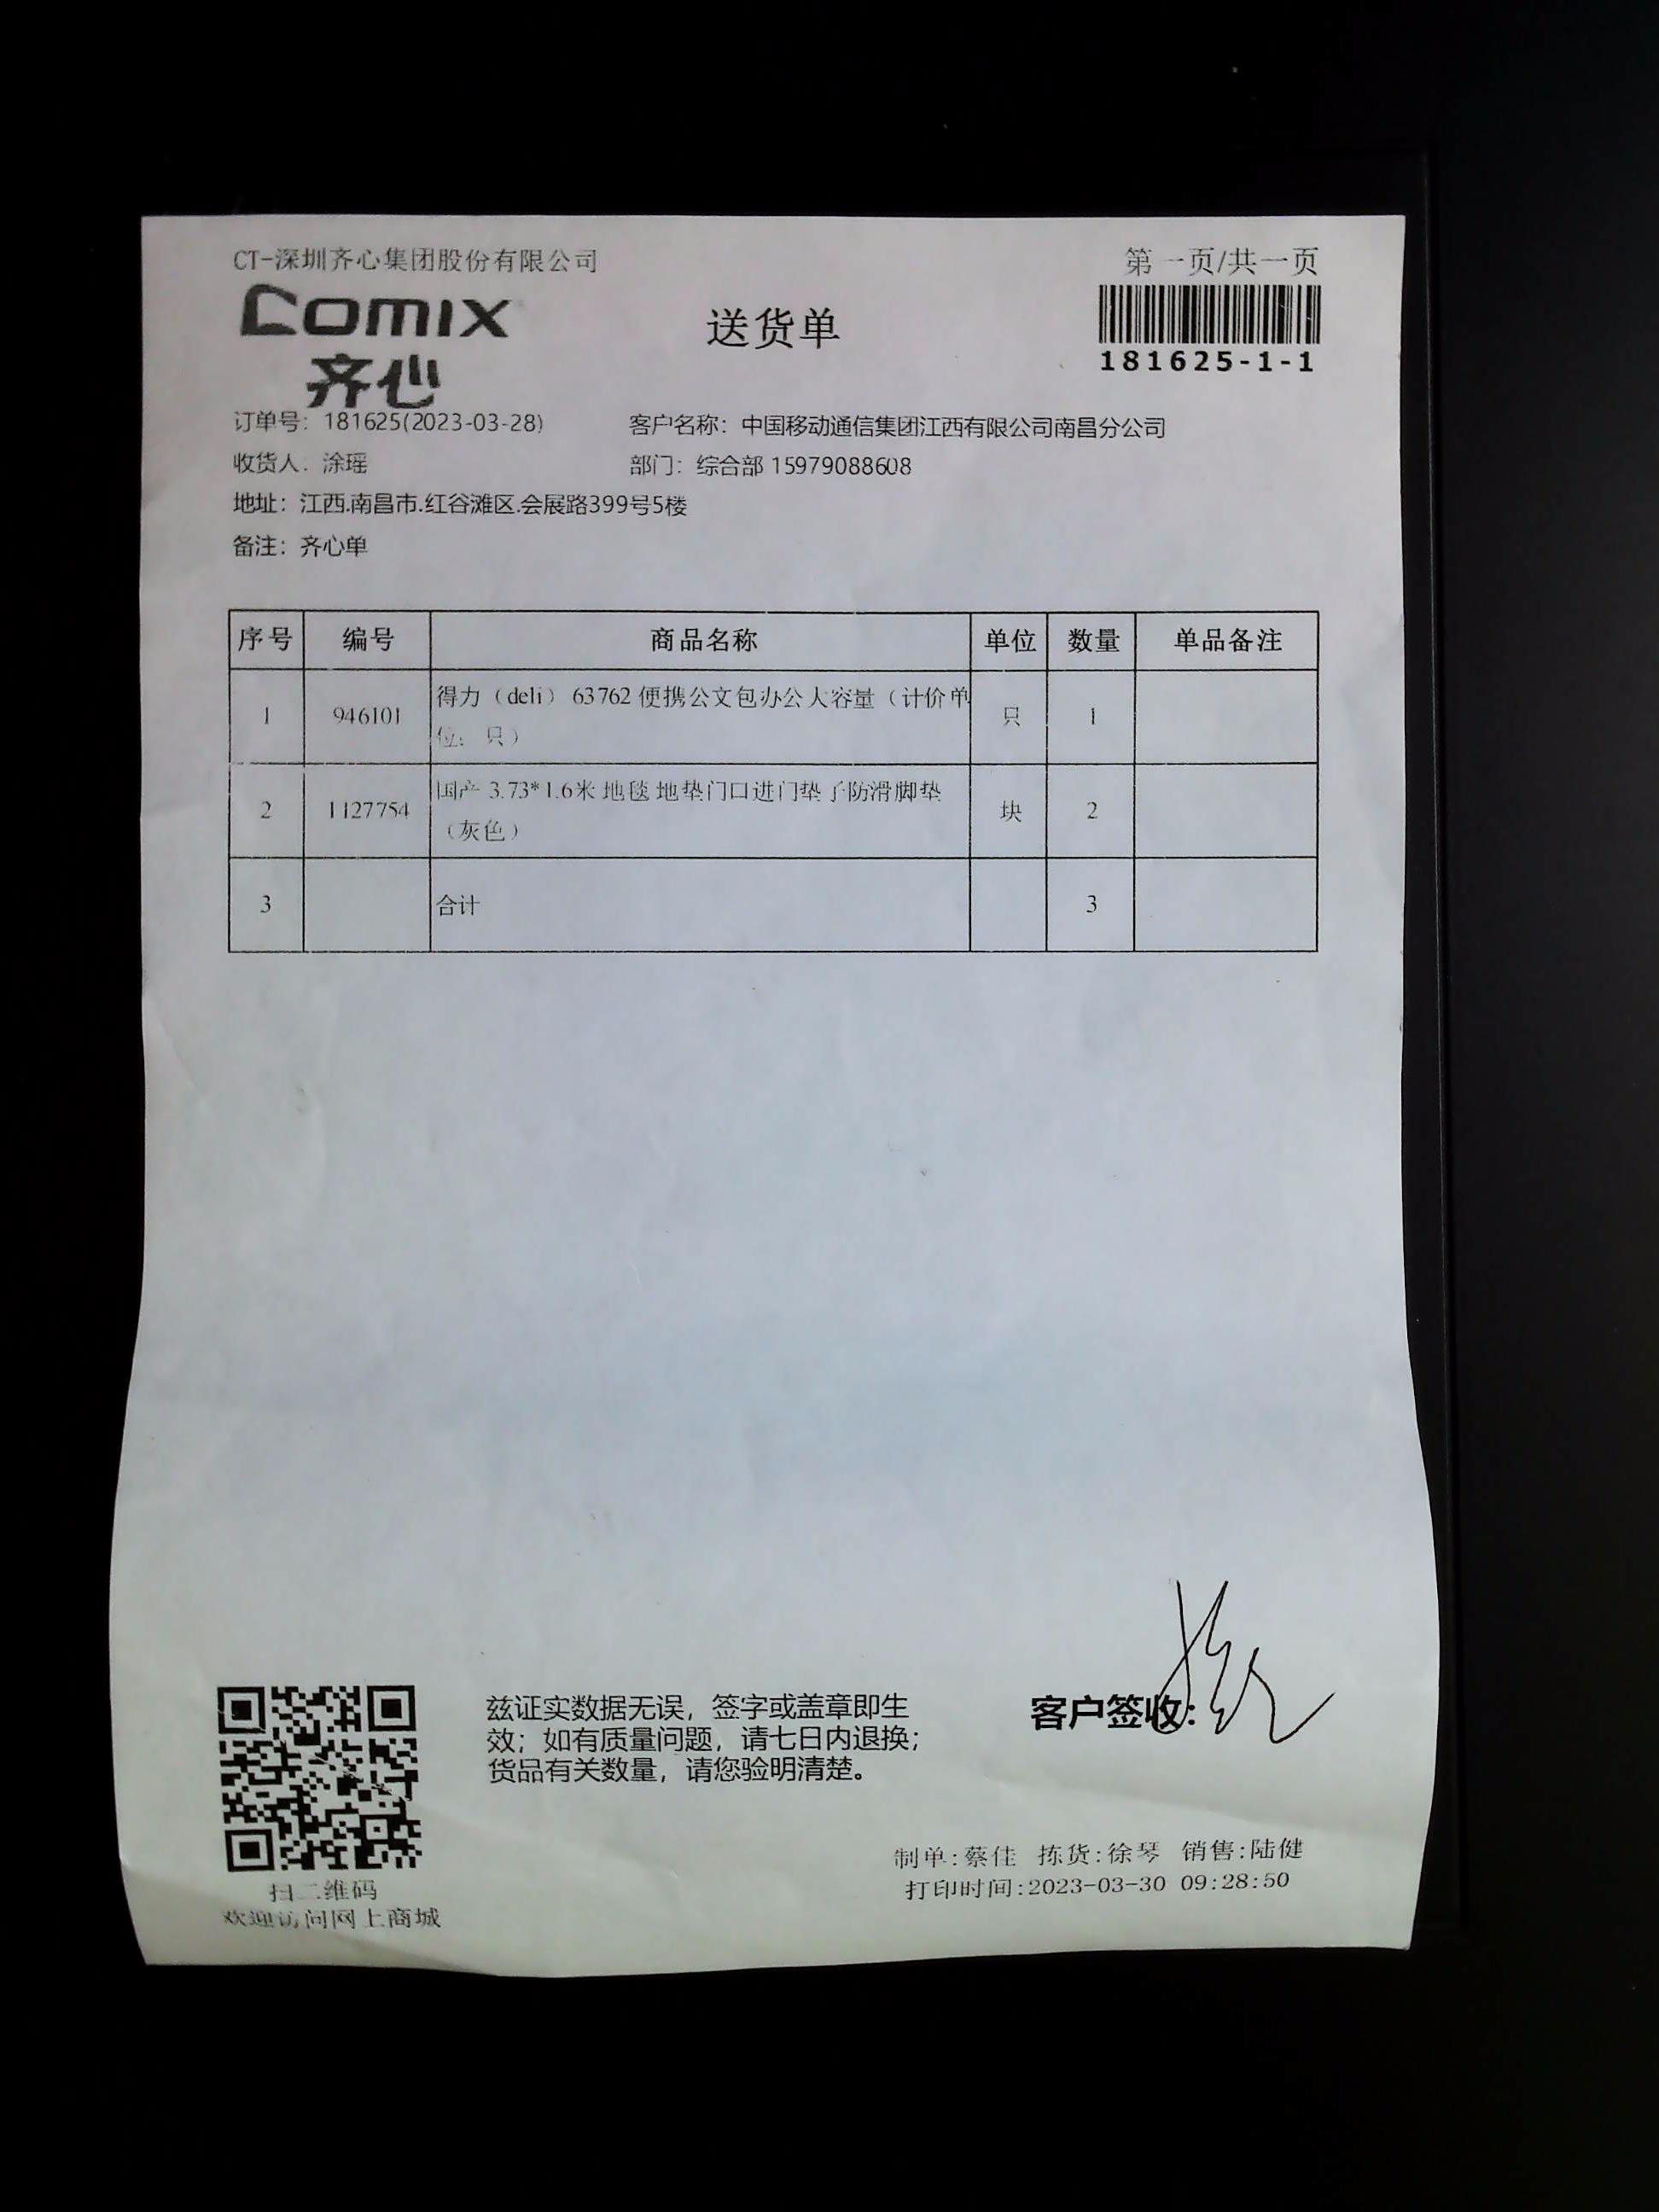 CT-深圳齐心集团股份有限公司
第一页/共一页
comix
齐心
送货单
181625-1-1
订单号：181625(2023-03-28)
客户名称：中国移动通信集团江西有限公司南昌分公司
收货人：涂瑶
部门：综合部 15979088608
地址：江西.南昌市.红谷滩区.会展路399号5楼
备注：齐心单
序号 编号 商品名称 单位 数量 单品备注
1 946101 得力（deli） 63762 便携公文包办公大容量（计价单
位：只） 只 1
2 1127754 国产 3.73*1.6米 地毯 地垫门口进门垫子防滑脚垫
（灰色） 块 2
3 合计 3
兹证实数据无误，签字或盖章即生
效；如有质量问题，请七日内退换；
货品有关数量，请您验明清楚。
客户签收：
扫二维码
欢迎访问网上商城
制单:蔡佳 拣货:徐琴 销售:陆健
打印时间:2023-03-30 09:28:50